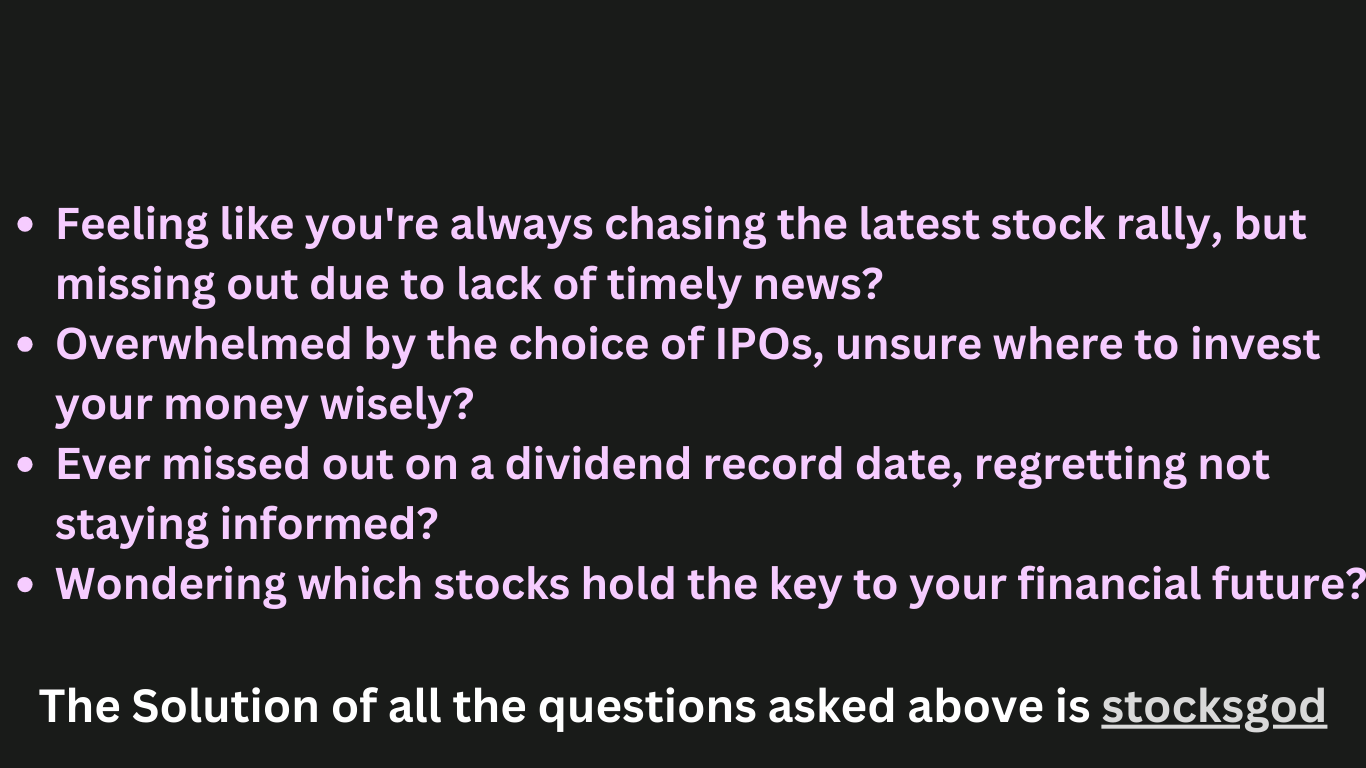 • Feeling like you're always chasing the latest stock rally, but
missing out due to lack of timely news?
• Overwhelmed by the choice of IPOs, unsure where to invest
your money wisely?
• Ever missed out on a dividend record date, regretting not
staying informed?
• Wondering which stocks hold the key to your financial future?
The Solution of all the questions asked above is stocksgod